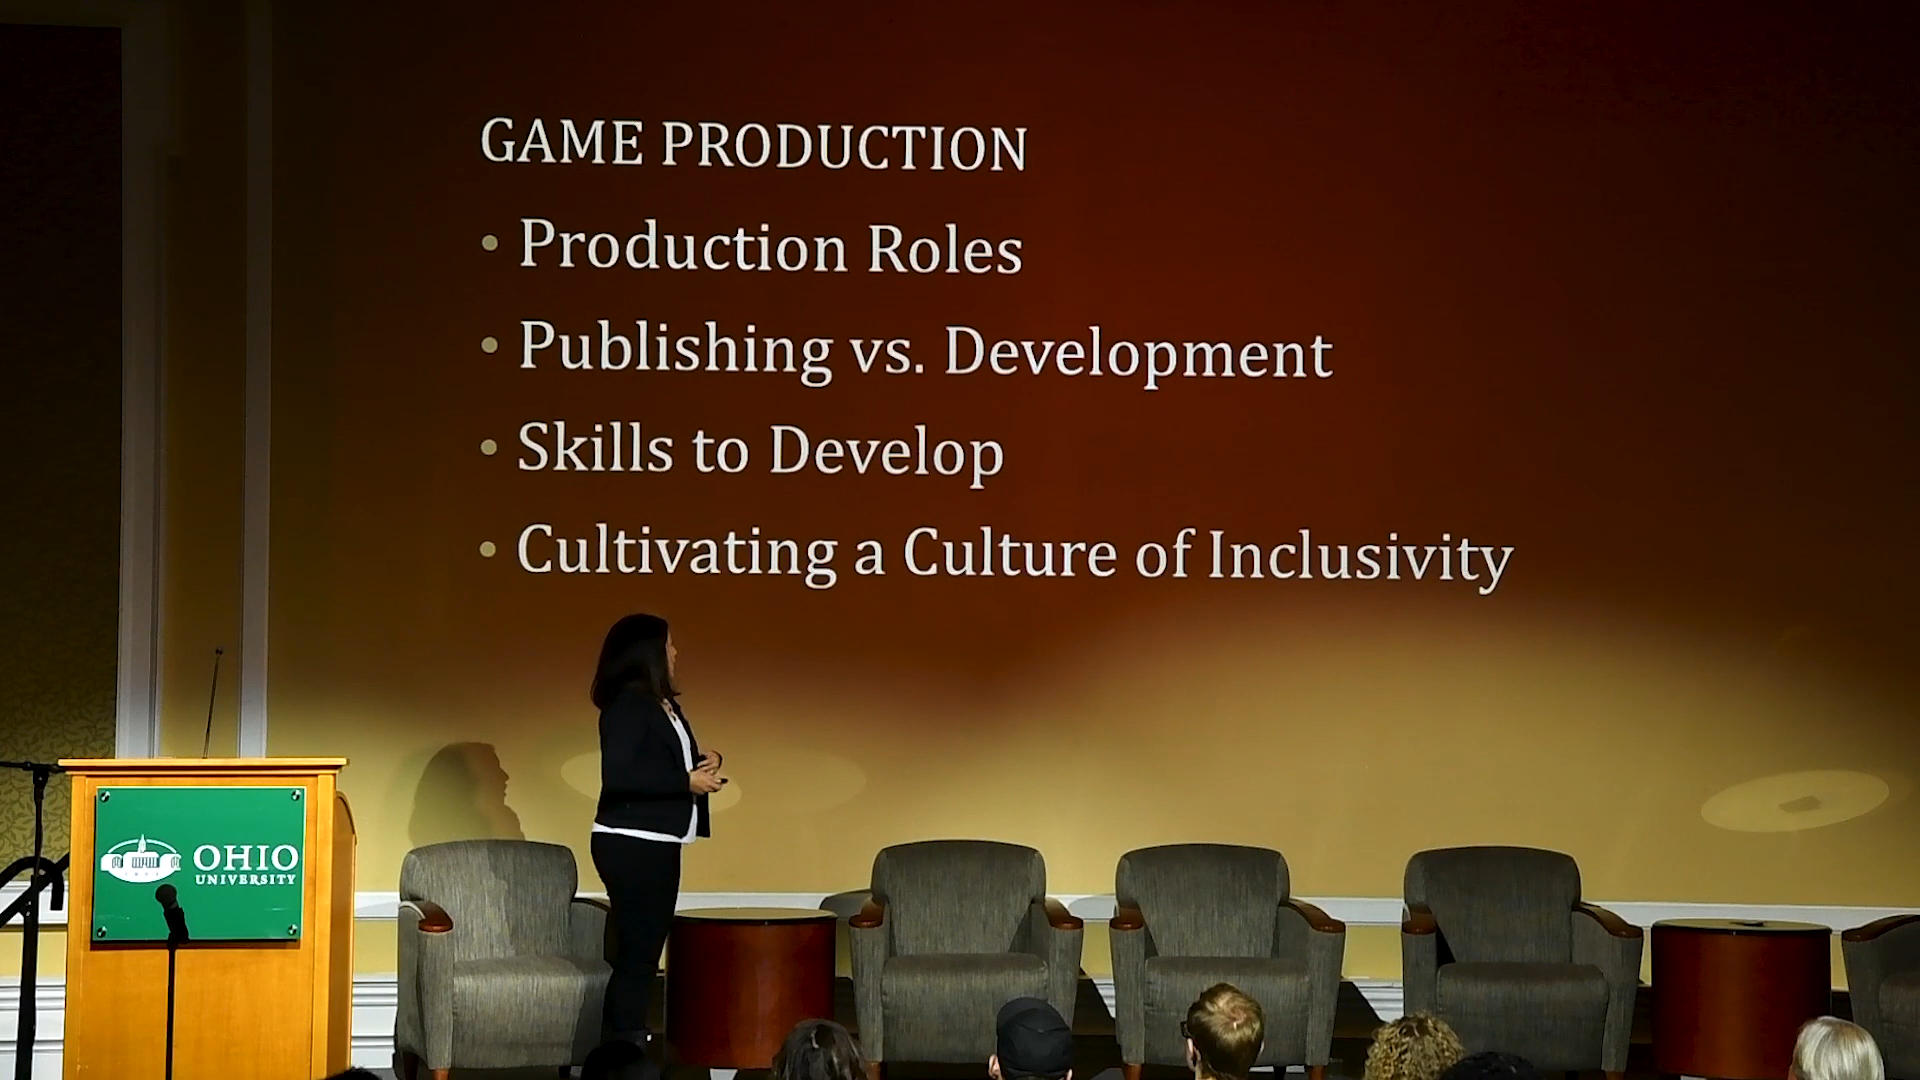 GAME PRODUCTION
• Production Roles
• Publishing vs. Development
• Skills to Develop
• Cultivating a Culture of Inclusivity
OHIO
UNIVERSITY